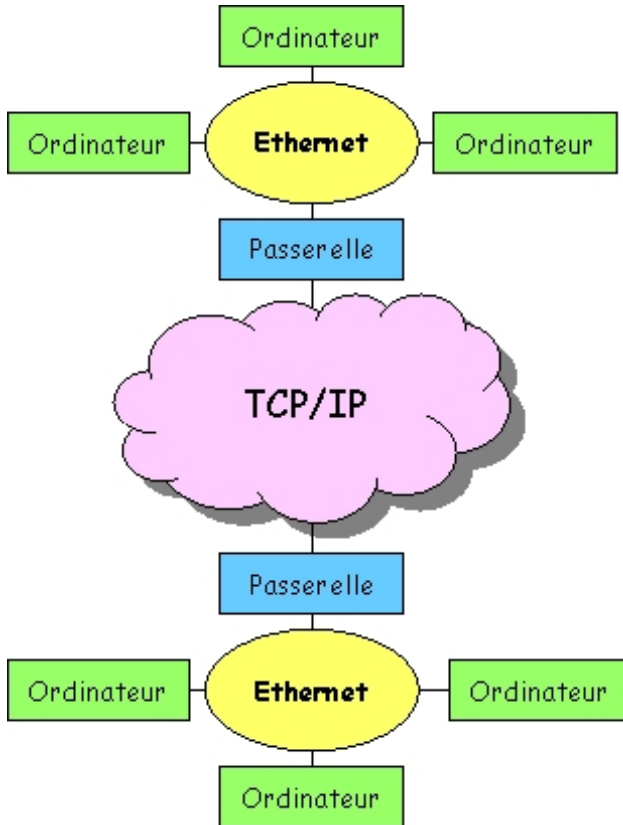 Ordinateur
Ordinateur
Ethernet
Ordinateur
Passerelle
TCP/IP
Passerelle
Ordinateur
Ethernet
Ordinateur
Ordinateur